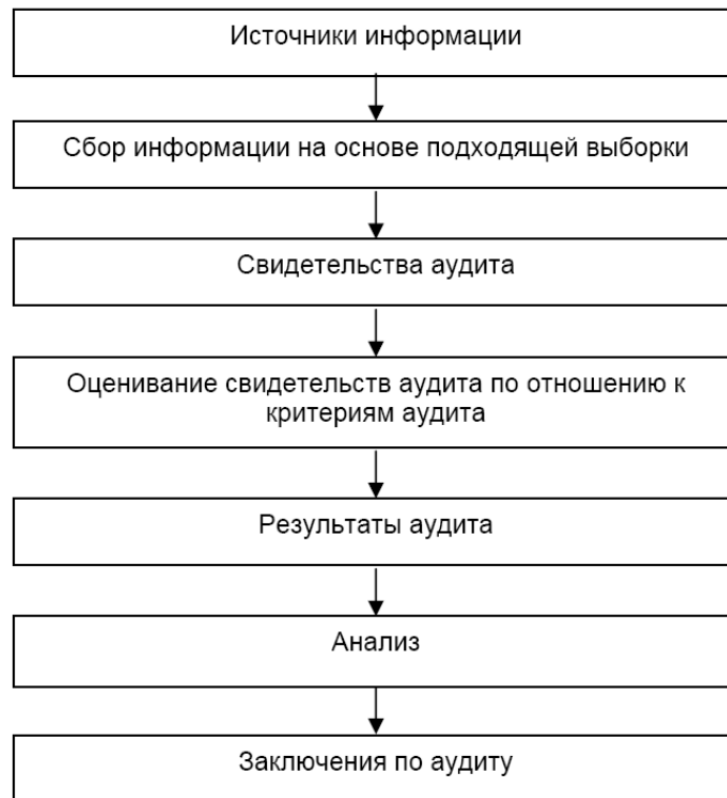 Источники информации
Сбор информации на основе подходящей выборки
Свидетельства аудита
Оценивание свидетельств аудита по отношению к
критериям аудита
Результаты аудита
Анализ
Заключения по аудиту